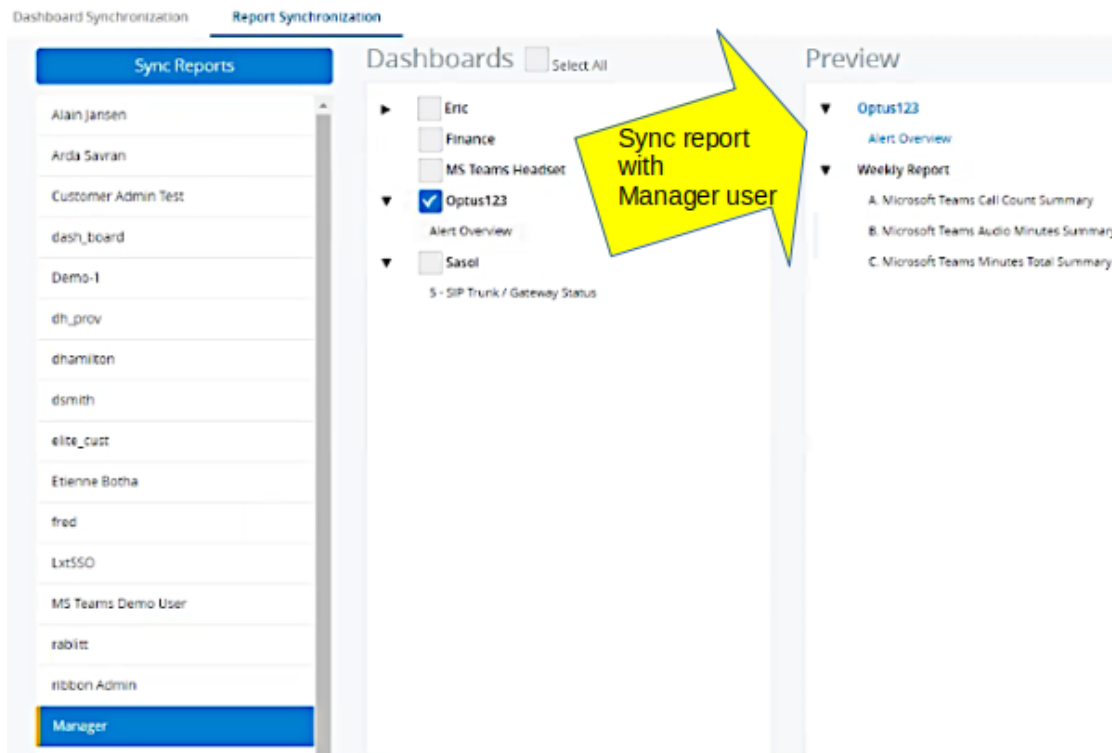 Dashboard Synchronization
Report Synchronization
Sync Reports
Alain Jansen
Arda Savran
Customer Admin Test
dash_board
Demo-1
dh_prov
dhamilton
dsmith
elite_cust
Etienne Botha
fred
LxtSSO
MS Teams Demo User
rablitt
ribbon Admin
Manager
Dashboards
Select All
Eric
Finance
MS Teams Headset
Optus123
Alert Overview
Sasol
S - SIP Trunk / Gateway Status
Sync report
with
Manager user
Preview
Optus123
Alert Overview
Weekly Report
A. Microsoft Teams Call Count Summary
B. Microsoft Teams Audio Minutes Summary
C. Microsoft Teams Minutes Total Summary